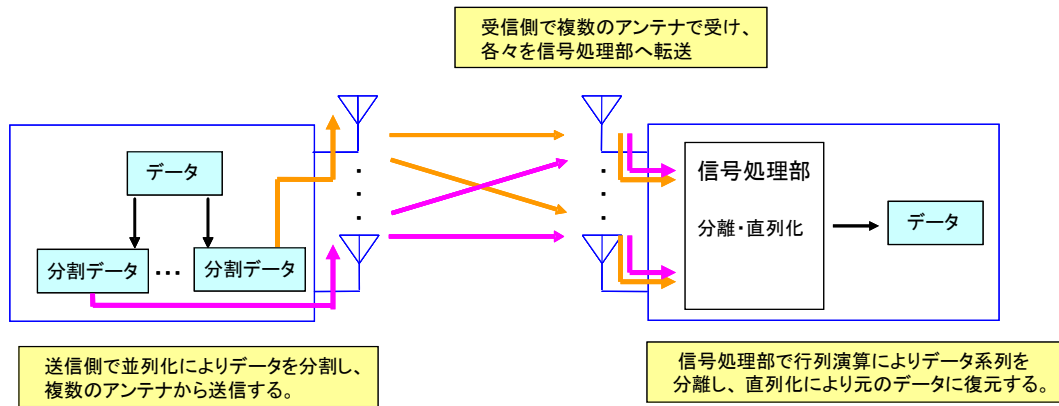 受信側で複数のアンテナで受け、
各々を信号処理部へ転送
データ
分割データ
・・・
分割データ
信号処理部
分離・直列化
データ
送信側で並列化によりデータを分割し、
複数のアンテナから送信する。
信号処理部で行列演算によりデータ系列を
分離し、直列化により元のデータに復元する。